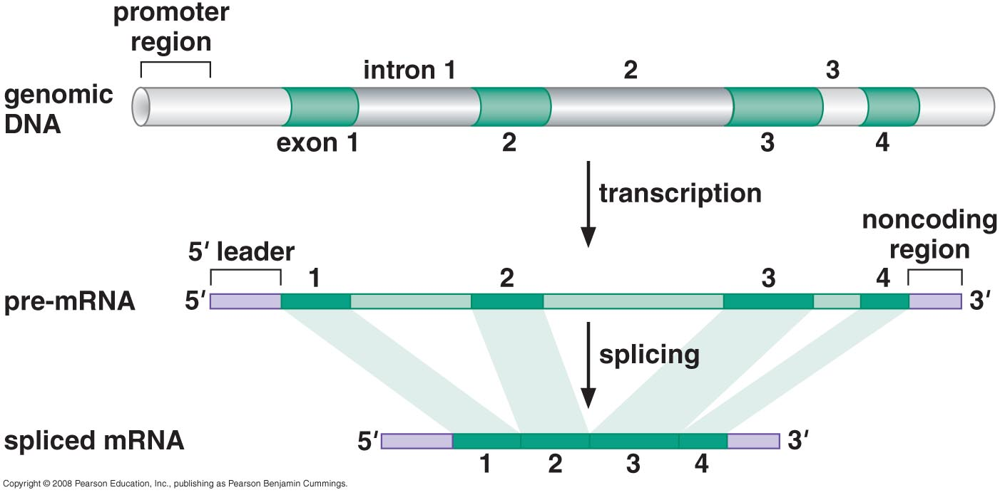 promoter
region
intron 1 2 3
genomic
DNA
exon 1 2 3 4
transcription
noncoding
region
5′ leader
1 2 3 4
pre-mRNA 5′ 3′
splicing
spliced mRNA 5′ 3′
1 2 3 4
Copyright © 2008 Pearson Education, Inc., publishing as Pearson Benjamin Cummings.